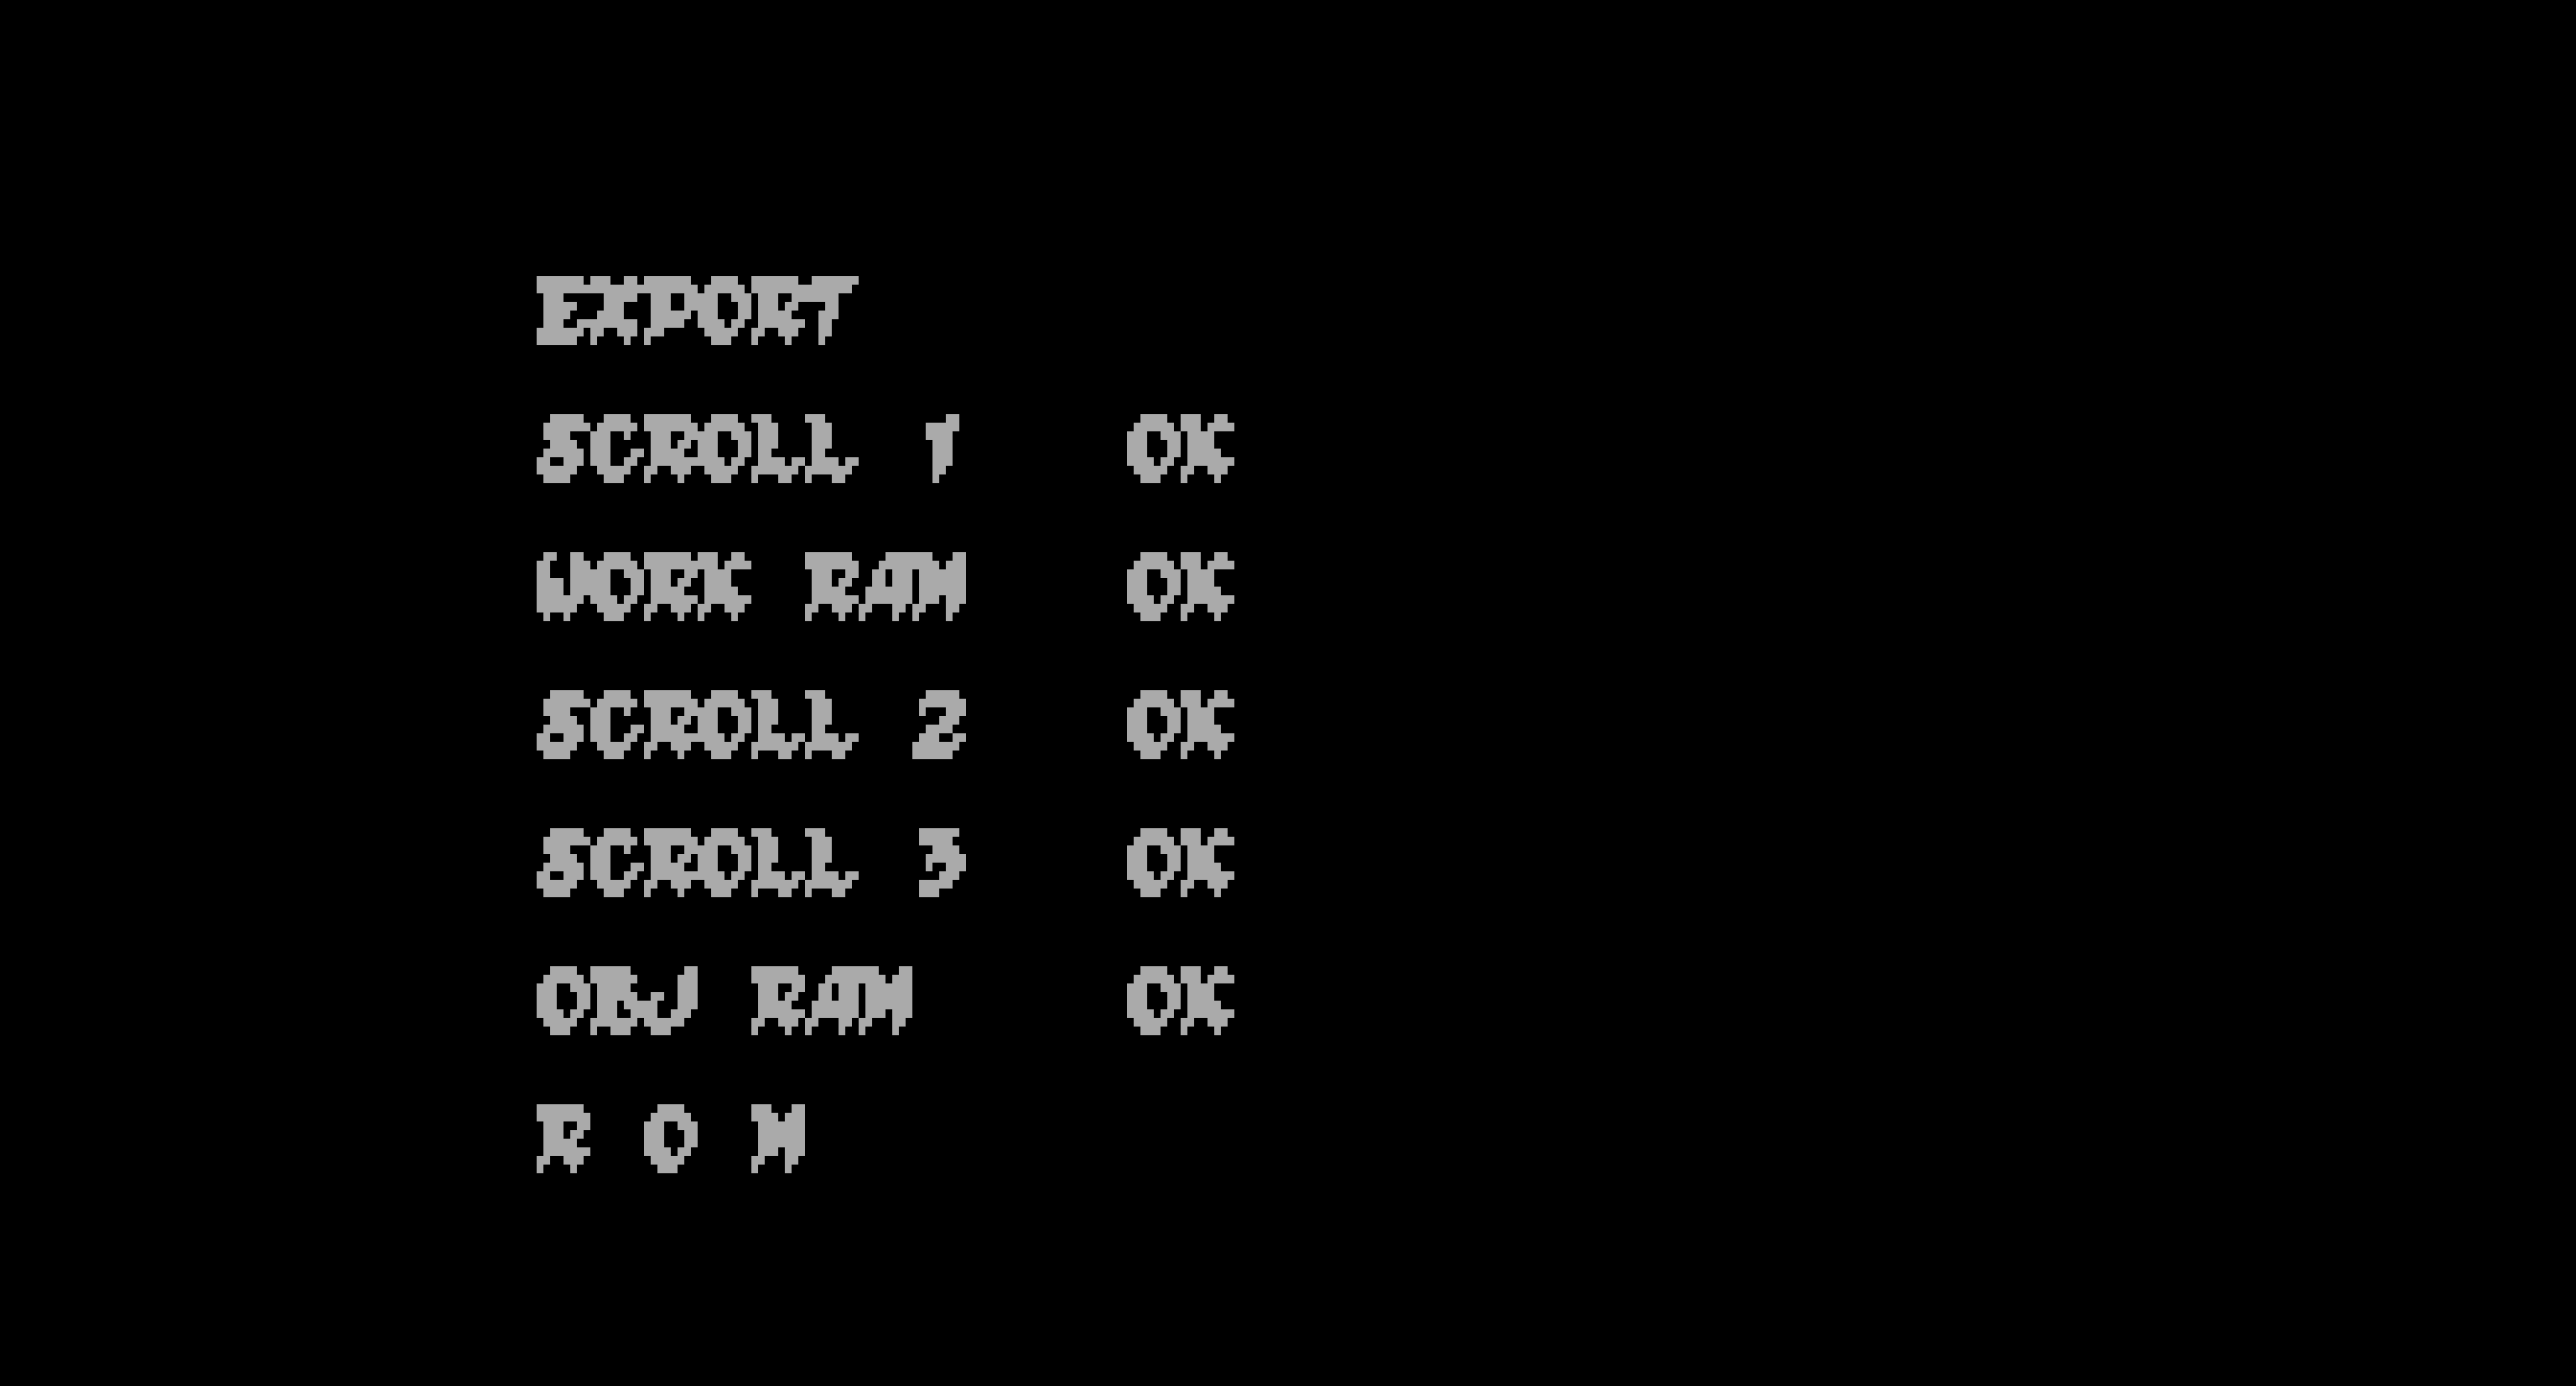 EXPORT
SCROLL 1 OK
WORK RAM OK
SCROLL 2 OK
SCROLL 3 OK
OBJ RAM OK
R O M